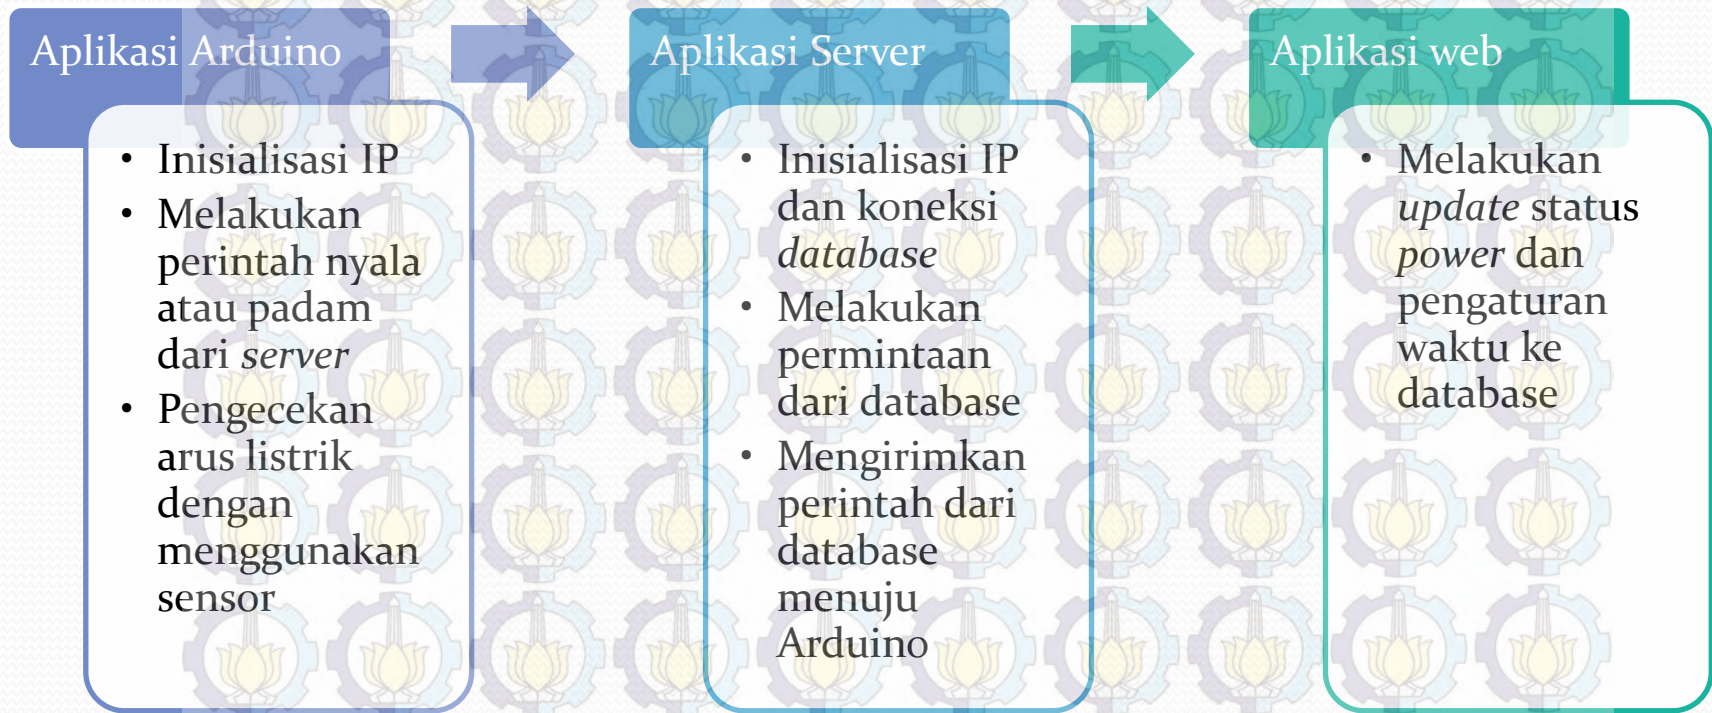 Aplikasi Arduino
• Inisialisasi IP
• Melakukan
perintah nyala
atau padam
dari server
• Pengecekan
arus listrik
dengan
menggunakan
sensor
Aplikasi Server
• Inisialisasi IP
dan koneksi
database
• Melakukan
permintaan
dari database
• Mengirimkan
perintah dari
database
menuju
Arduino
Aplikasi web
• Melakukan
update status
power dan
pengaturan
waktu ke
database